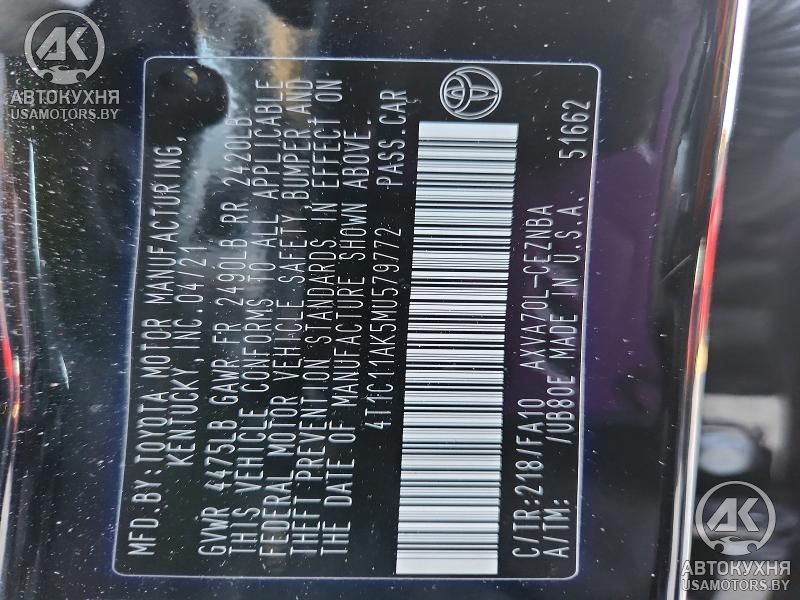 MFD.BY:TOYOTA MOTOR MANUFACTURING,
KENTUCKY, INC.04/21
GVWR 4475LB GAWR FR 2490LB RR 2420LB
THIS VEHICLE CONFORMS TO ALL APPLICABLE
FEDERAL MOTOR VEHICLE SAFETY,BUMPER,AND
THEFT PREVENTION STANDARDS IN EFFECT ON
THE DATE OF MANUFACTURE SHOWN ABOVE.
4T1C11AK5MU579772 PASS.CAR
C/TR:218/FA10 AXVA70L-CEZNBA
A/TM: /UB80E MADE IN U.S.A. 51662
АК
АВТОКУХНЯ
USAMOTORS.BY
АК
АВТОКУХНЯ
USAMOTORS.BY